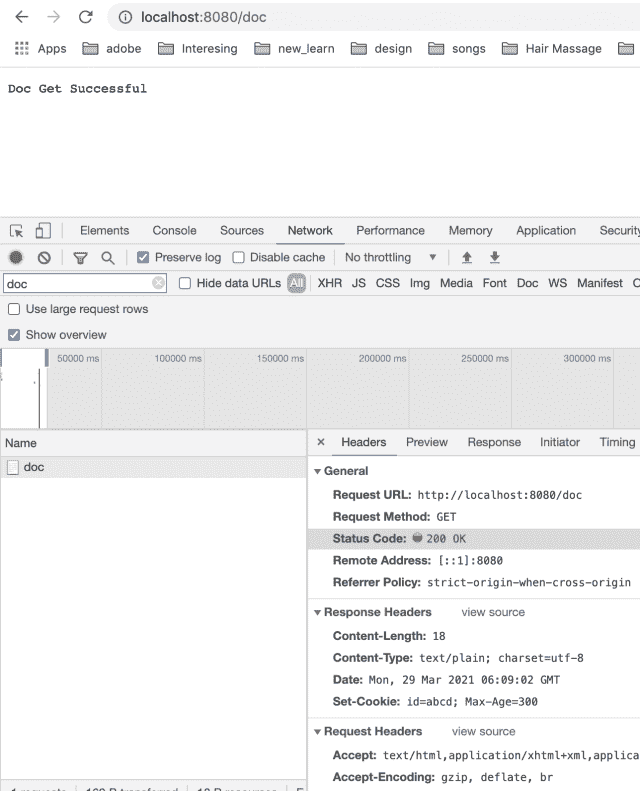 localhost:8080/doc
Apps adobe Interesing new_learn design songs Hair Massage
Doc Get Successful
Elements Console Sources Network Performance Memory Application Security
Preserve log Disable cache No throttling
doc Hide data URLs All XHR JS CSS Img Media Font Doc WS Manifest
Use large request rows
Show overview
50000 ms 100000 ms 150000 ms 200000 ms 250000 ms 300000 ms
Name
doc
× Headers Preview Response Initiator Timing
General
Request URL: http://localhost:8080/doc
Request Method: GET
Status Code: 200 OK
Remote Address: [::1]:8080
Referrer Policy: strict-origin-when-cross-origin
Response Headers view source
Content-Length: 18
Content-Type: text/plain; charset=utf-8
Date: Mon, 29 Mar 2021 06:09:02 GMT
Set-Cookie: id=abcd; Max-Age=300
Request Headers view source
Accept: text/html,application/xhtml+xml,applica
Accept-Encoding: gzip, deflate, br